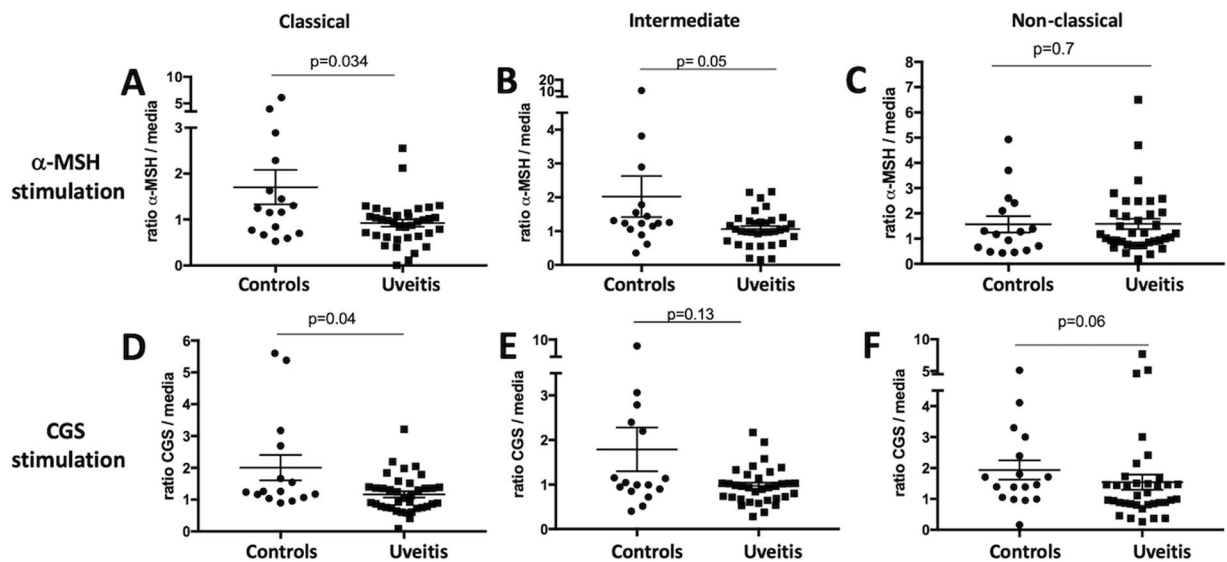 Classical
Intermediate
Non-classical
α-MSH
stimulation
A
p=0.034
ratio α-MSH / media
10
5
3
2
1
0
Controls
Uveitis
B
p= 0.05
ratio α-MSH / media
20
10
4
3
2
1
0
Controls
Uveitis
C
p=0.7
ratio α-MSH / media
8
7
6
5
4
3
2
1
0
Controls
Uveitis
CGS
stimulation
D
p=0.04
ratio CGS / media
6
5
4
3
2
1
0
Controls
Uveitis
E
p=0.13
ratio CGS / media
10
3
2
1
0
Controls
Uveitis
F
p=0.06
ratio CGS / media
10
5
4
3
2
1
0
Controls
Uveitis